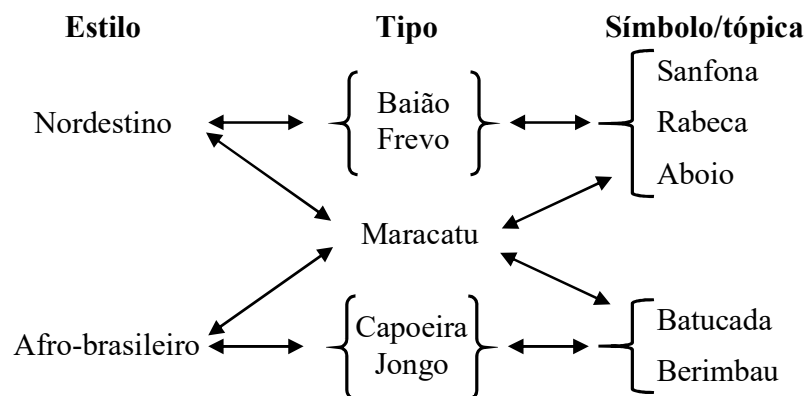 Estilo Tipo Símbolo/tópica
Sanfona
Baião
Nordestino
Rabeca
Frevo
Aboio
Maracatu
Capoeira
Batucada
Afro-brasileiro
Jongo
Berimbau